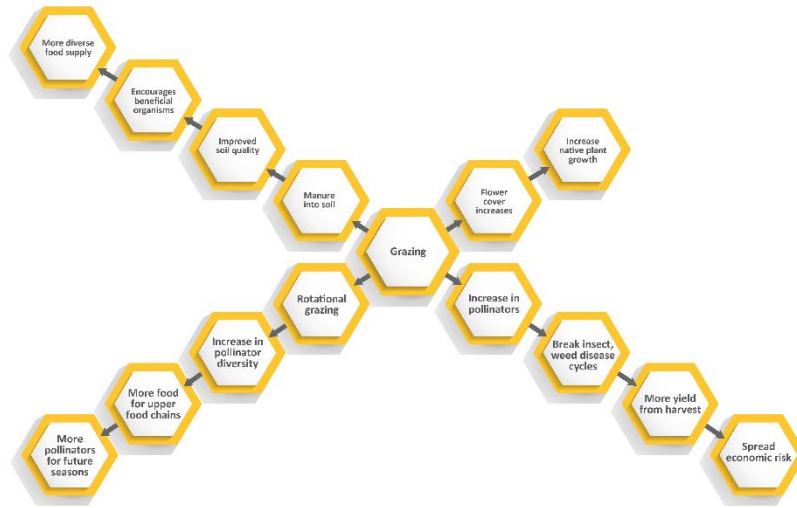 More diverse
food supply
Encourages
beneficial
organisms
Improved
soil quality
Manure
into soil
Grazing
Flower
cover
increases
Increase
native plant
growth
Rotational
grazing
Increase in
pollinator
diversity
More food
for upper
food chains
More
pollinators
for future
seasons
Increase in
pollinators
Break insect,
weed disease
cycles
More yield
from harvest
Spread
economic risk